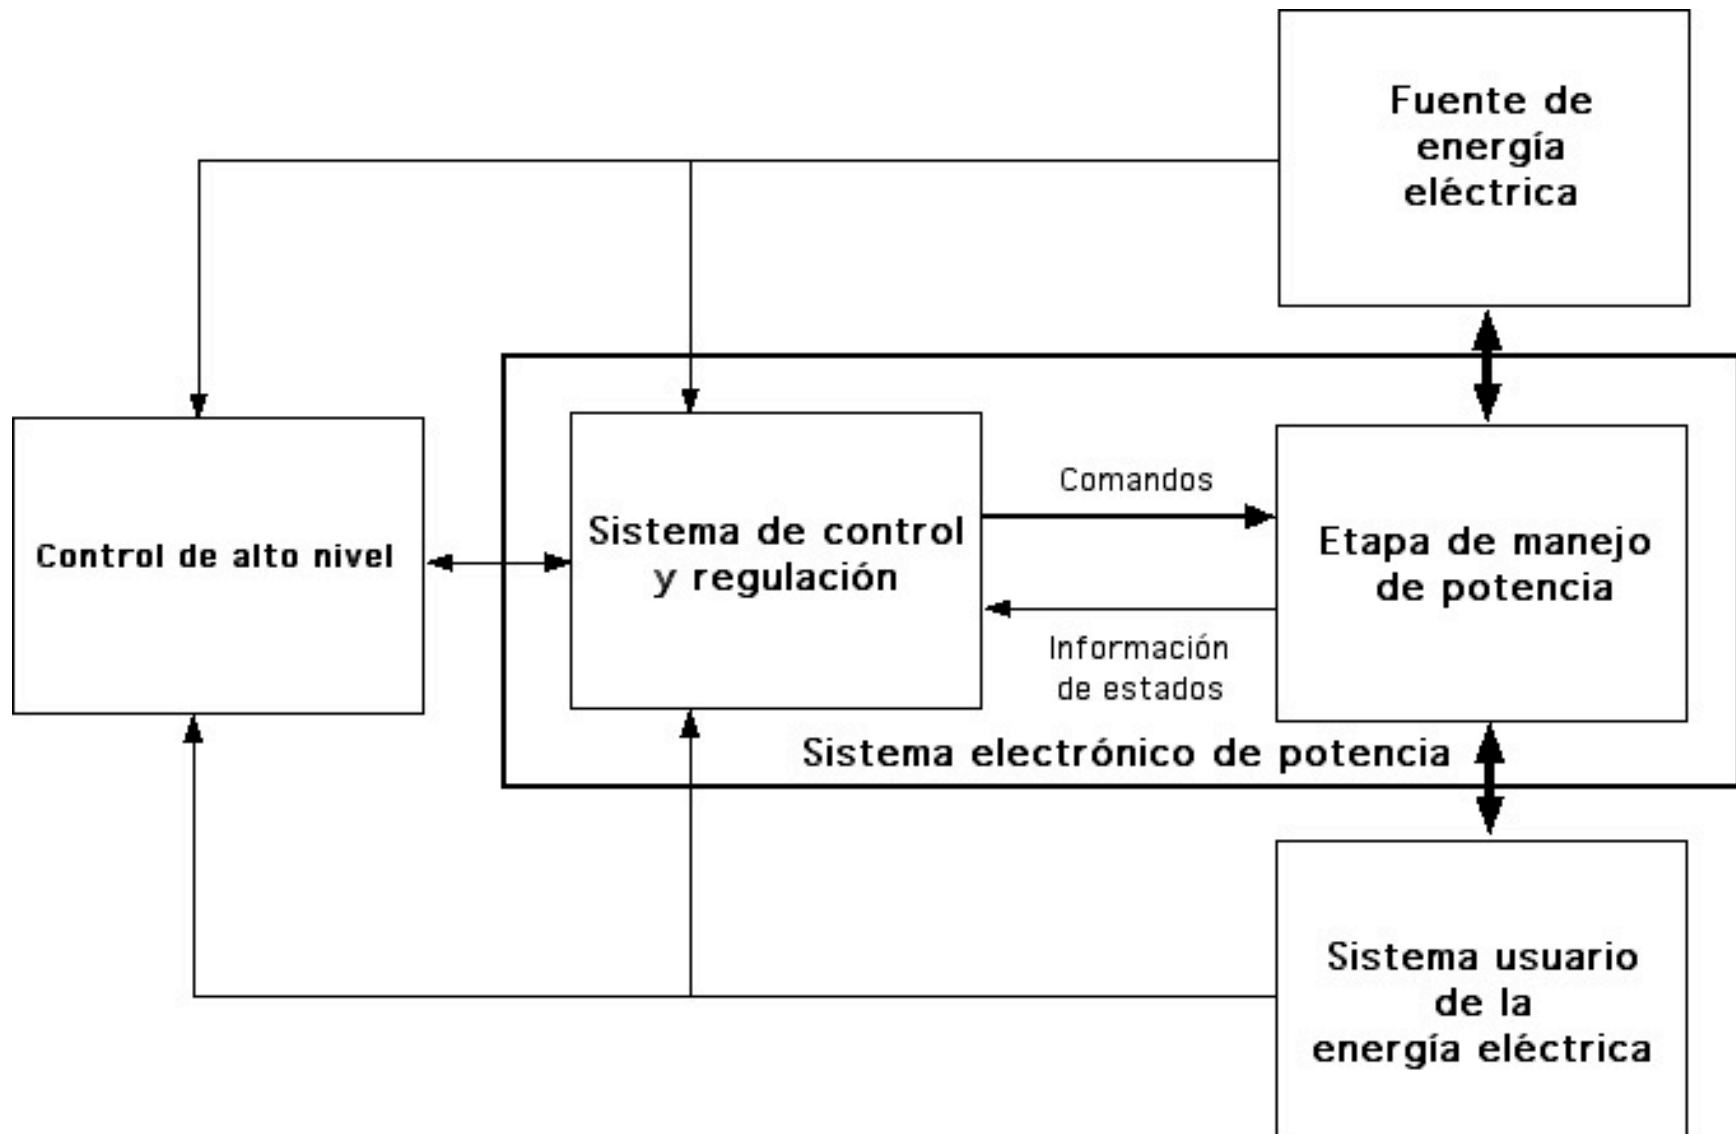 Fuente de
energía
eléctrica
Control de alto nivel
Sistema de control
y regulación
Comandos
Información
de estados
Etapa de manejo
de potencia
Sistema electrónico de potencia
Sistema usuario
de la
energía eléctrica